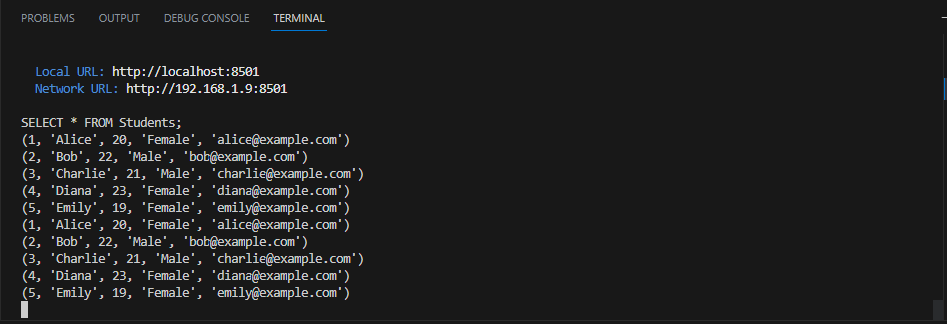 PROBLEMS OUTPUT DEBUG CONSOLE TERMINAL
Local URL: http://localhost:8501
Network URL: http://192.168.1.9:8501
SELECT * FROM Students;
(1, 'Alice', 20, 'Female', 'alice@example.com')
(2, 'Bob', 22, 'Male', 'bob@example.com')
(3, 'Charlie', 21, 'Male', 'charlie@example.com')
(4, 'Diana', 23, 'Female', 'diana@example.com')
(5, 'Emily', 19, 'Female', 'emily@example.com')
(1, 'Alice', 20, 'Female', 'alice@example.com')
(2, 'Bob', 22, 'Male', 'bob@example.com')
(3, 'Charlie', 21, 'Male', 'charlie@example.com')
(4, 'Diana', 23, 'Female', 'diana@example.com')
(5, 'Emily', 19, 'Female', 'emily@example.com')